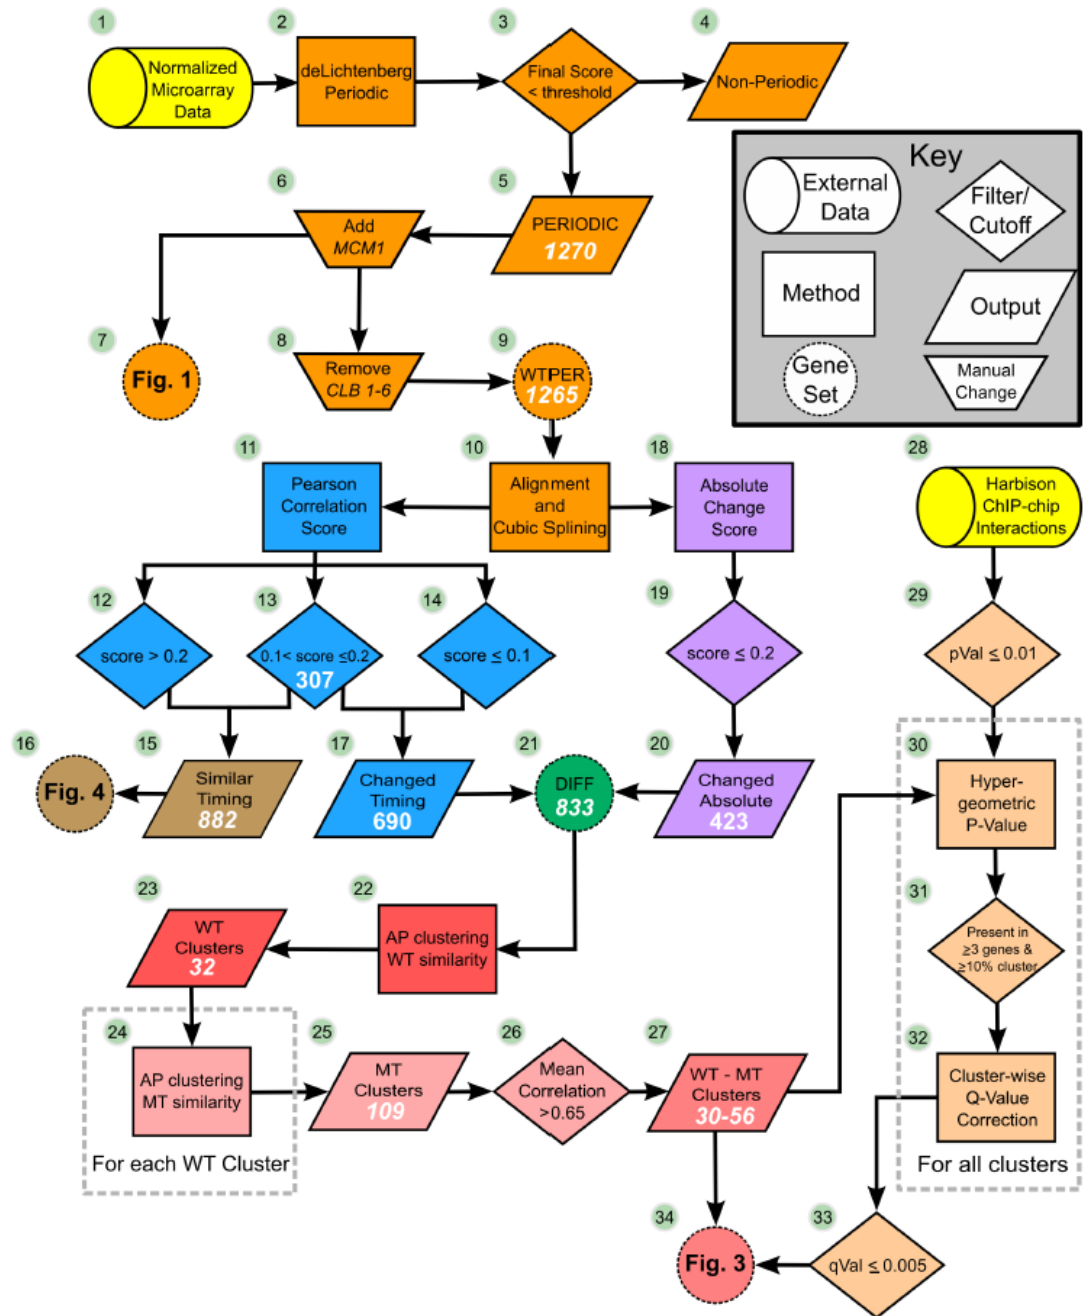 1
Normalized
Microarray
Data
2
deLichtenberg
Periodic
3
Final Score
< threshold
4
Non-Periodic
Key
External
Data
Filter/
Cutoff
Method
Output
Gene
Set
Manual
Change
5
PERIODIC
1270
6
Add
MCM1
7
Fig. 1
8
Remove
CLB 1-6
9
WTPER
1265
10
Alignment
and
Cubic Splining
11
Pearson
Correlation
Score
18
Absolute
Change
Score
28
Harbison
ChIP-chip
Interactions
12
score > 0.2
13
0.1< score ≤0.2
307
14
score ≤ 0.1
19
score ≤ 0.2
29
pVal ≤ 0.01
16
Fig. 4
15
Similar
Timing
882
17
Changed
Timing
690
21
DIFF
833
20
Changed
Absolute
423
30
Hyper-
geometric
P-Value
23
WT
Clusters
32
22
AP clustering
WT similarity
31
Present in
≥3 genes &
≥10% cluster
24
AP clustering
MT similarity
For each WT Cluster
25
MT
Clusters
109
26
Mean
Correlation
>0.65
27
WT - MT
Clusters
30-56
32
Cluster-wise
Q-Value
Correction
For all clusters
34
Fig. 3
33
qVal ≤ 0.005